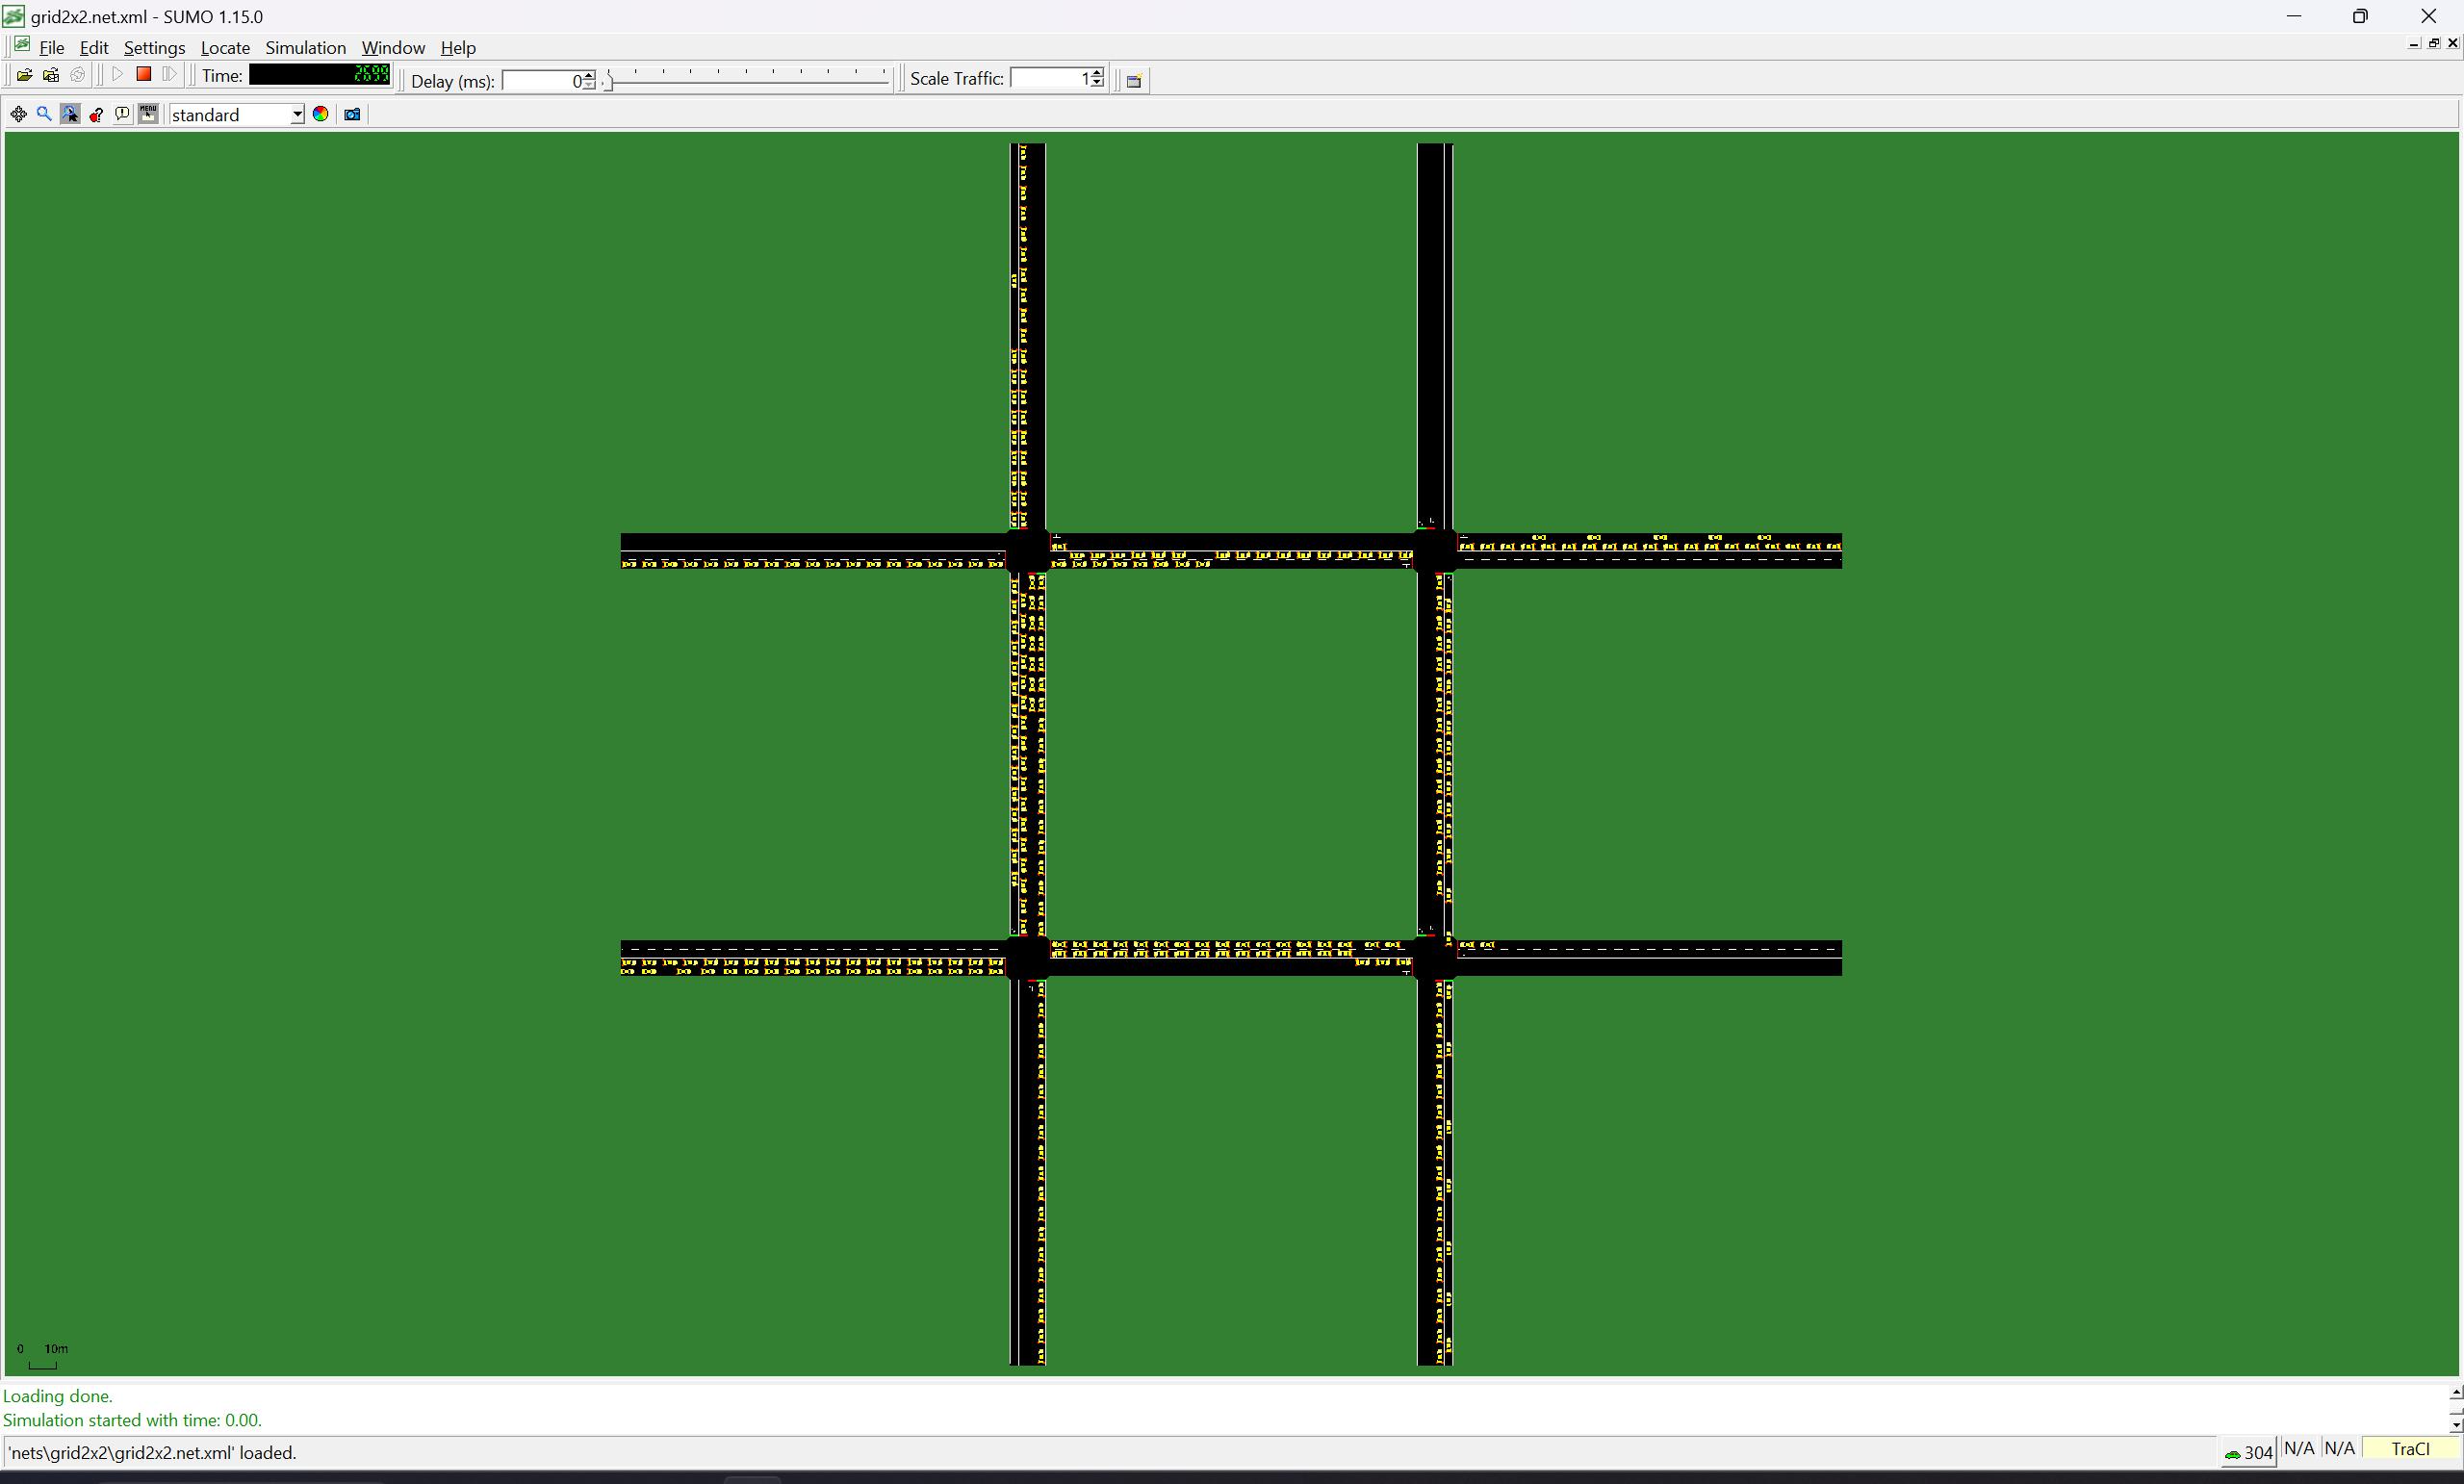 grid2x2.net.xml - SUMO 1.15.0
File Edit Settings Locate Simulation Window Help
Time: 2699 Delay (ms): 0 Scale Traffic: 1
MENU standard
0 10m
Loading done.
Simulation started with time: 0.00.
'nets\grid2x2\grid2x2.net.xml' loaded. 304 N/A N/A TraCI